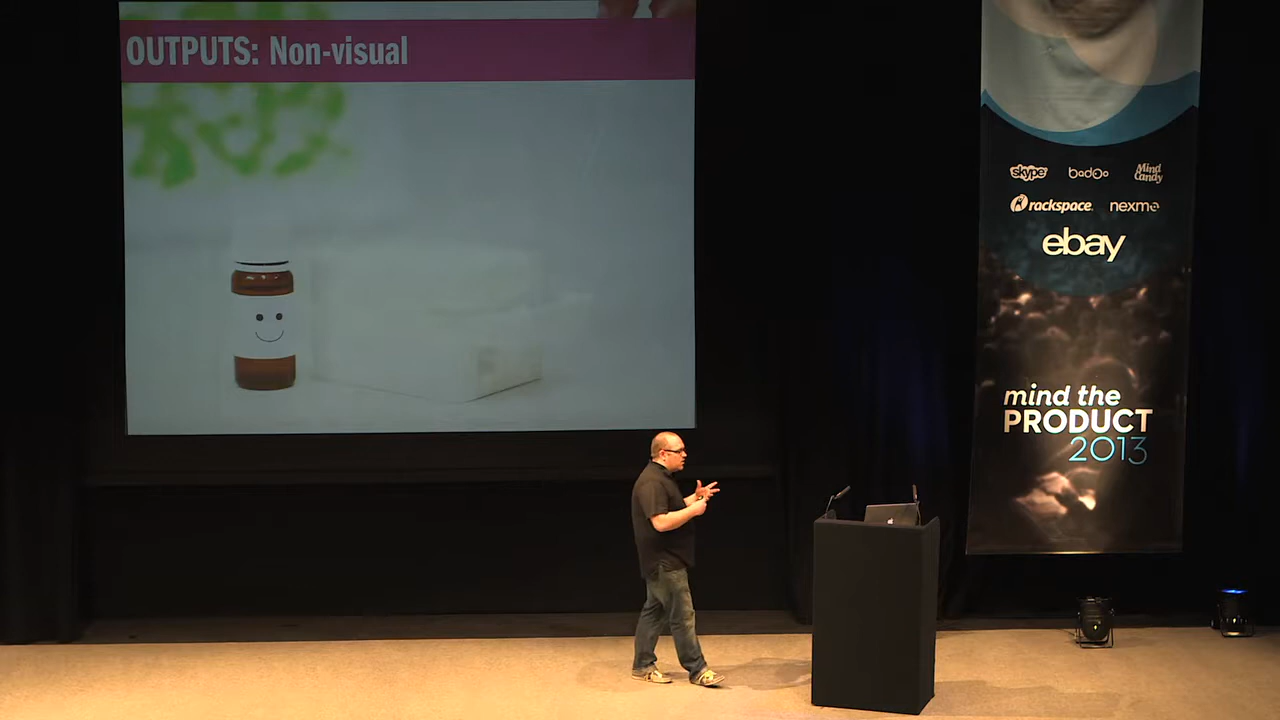 OUTPUTS: Non-visual
skype
badoo
Mind
Candy
rackspace.
nexmo
ebay
mind the
PRODUCT
2013